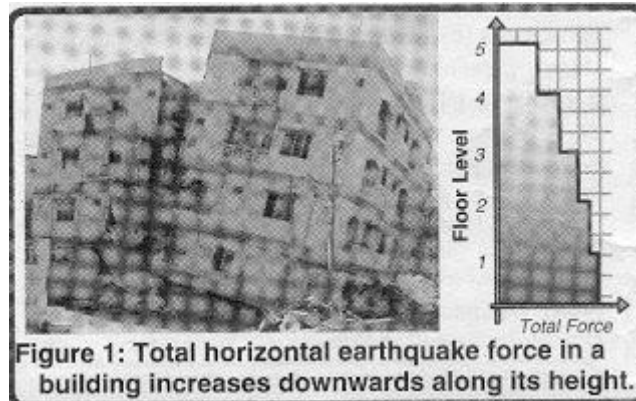 5
4
3
2
1
Floor Level
Total Force
Figure 1: Total horizontal earthquake force in a
building increases downwards along its height.